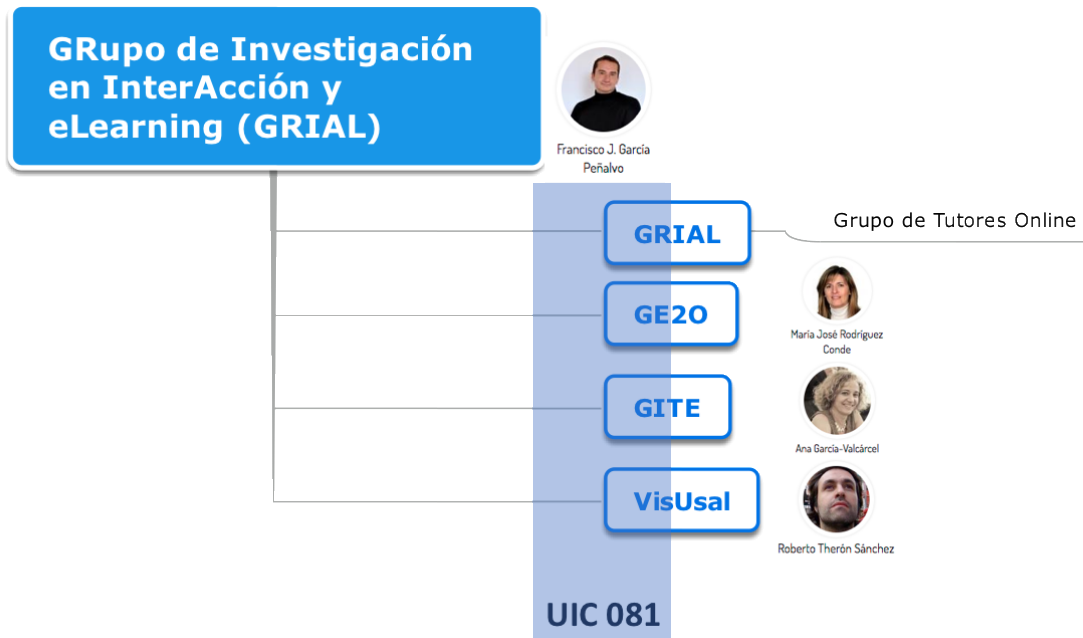 GRupo de Investigación
en InterAcción y
eLearning (GRIAL)
Francisco J. García
Peñalvo
GRIAL
Grupo de Tutores Online
GE2O
María José Rodríguez
Conde
GITE
Ana García-Valcárcel
VisUsal
Roberto Therón Sánchez
UIC 081